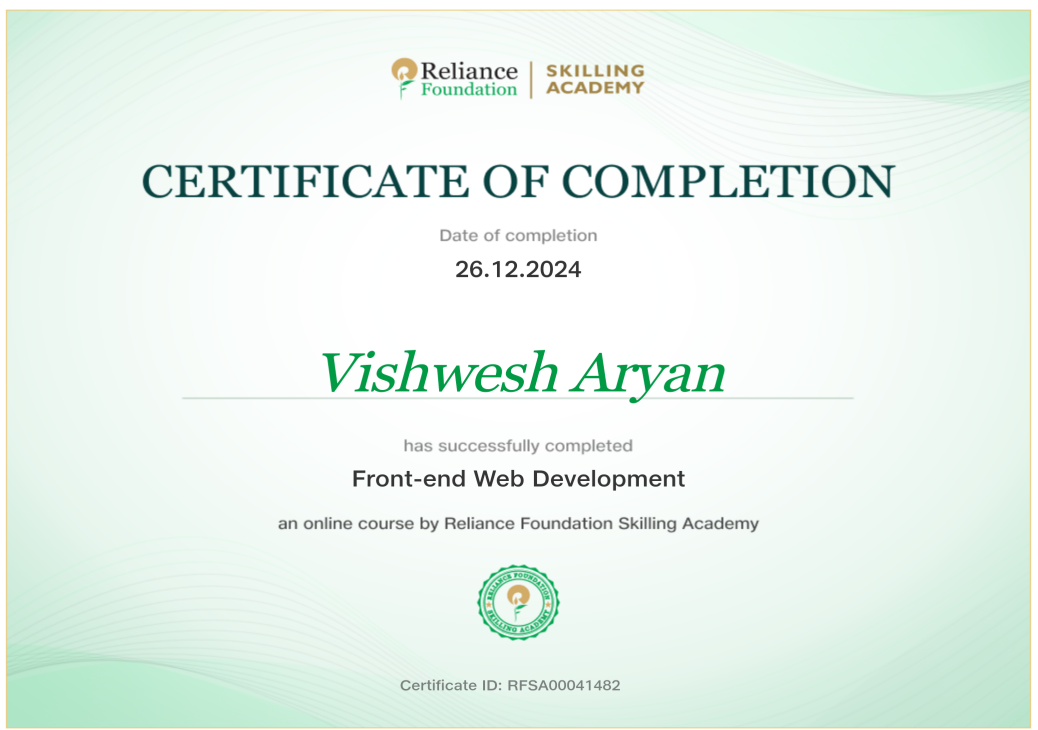 Reliance
Foundation
SKILLING
ACADEMY
CERTIFICATE OF COMPLETION
Date of completion
26.12.2024
Vishwesh Aryan
has successfully completed
Front-end Web Development
an online course by Reliance Foundation Skilling Academy
RELIANCE FOUNDATION
SKILLING ACADEMY
Certificate ID: RFSA00041482